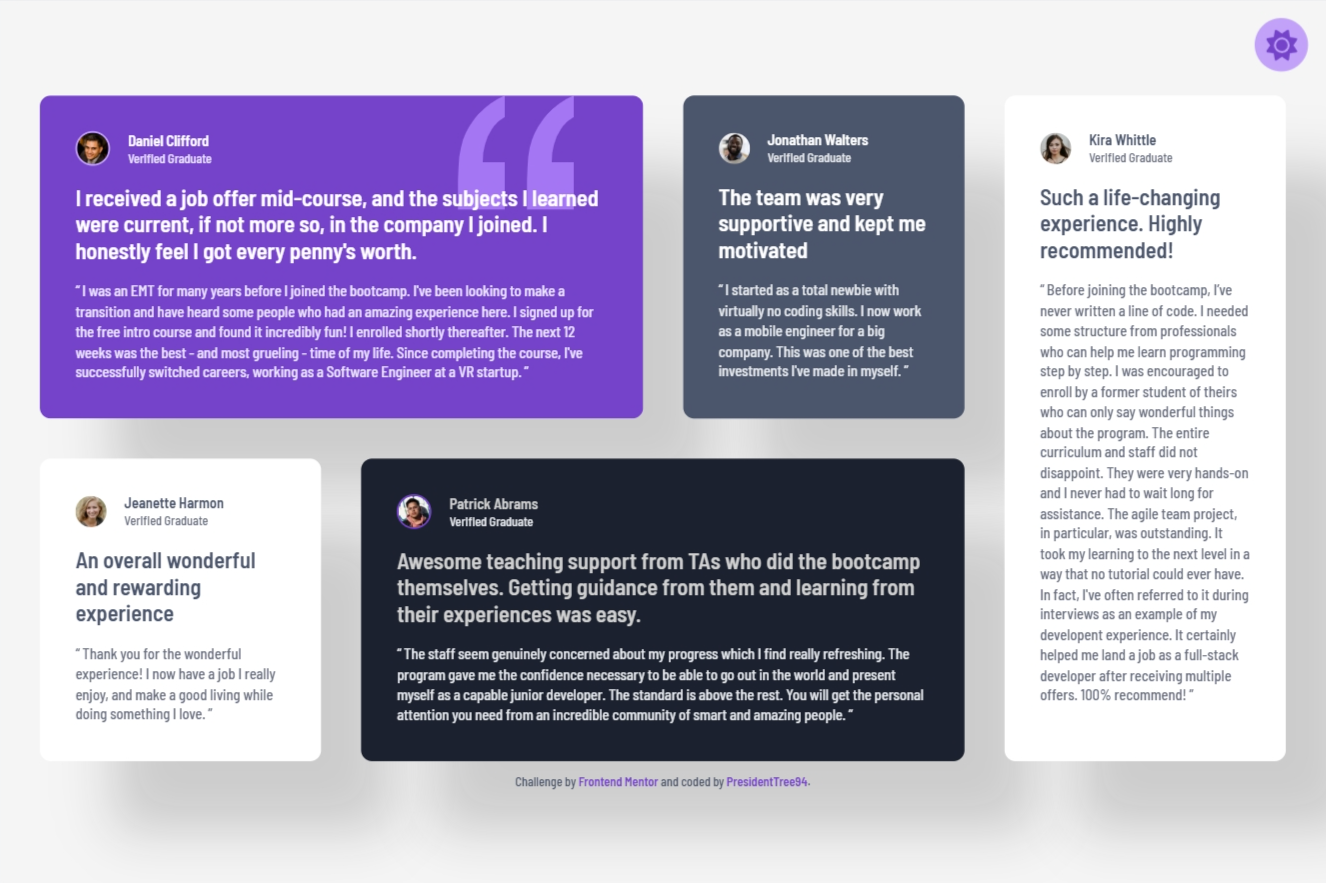 Daniel Clifford
Verified Graduate
I received a job offer mid-course, and the subjects I learned
were current, if not more so, in the company I joined. I
honestly feel I got every penny's worth.
“ I was an EMT for many years before I joined the bootcamp. I've been looking to make a
transition and have heard some people who had an amazing experience here. I signed up for
the free intro course and found it incredibly fun! I enrolled shortly thereafter. The next 12
weeks was the best - and most grueling - time of my life. Since completing the course, I've
successfully switched careers, working as a Software Engineer at a VR startup. ”
Jonathan Walters
Verified Graduate
The team was very
supportive and kept me
motivated
“ I started as a total newbie with
virtually no coding skills. I now work
as a mobile engineer for a big
company. This was one of the best
investments I've made in myself. ”
Kira Whittle
Verified Graduate
Such a life-changing
experience. Highly
recommended!
“ Before joining the bootcamp, I've
never written a line of code. I needed
some structure from professionals
who can help me learn programming
step by step. I was encouraged to
enroll by a former student of theirs
who can only say wonderful things
about the program. The entire
curriculum and staff did not
disappoint. They were very hands-on
and I never had to wait long for
assistance. The agile team project,
in particular, was outstanding. It
took my learning to the next level in a
way that no tutorial could ever have.
In fact, I've often referred to it during
interviews as an example of my
developent experience. It certainly
helped me land a job as a full-stack
developer after receiving multiple
offers. 100% recommend! ”
Jeanette Harmon
Verified Graduate
An overall wonderful
and rewarding
experience
“ Thank you for the wonderful
experience! I now have a job I really
enjoy, and make a good living while
doing something I love. ”
Patrick Abrams
Verified Graduate
Awesome teaching support from TAs who did the bootcamp
themselves. Getting guidance from them and learning from
their experiences was easy.
“ The staff seem genuinely concerned about my progress which I find really refreshing. The
program gave me the confidence necessary to be able to go out in the world and present
myself as a capable junior developer. The standard is above the rest. You will get the personal
attention you need from an incredible community of smart and amazing people. ”
Challenge by Frontend Mentor and coded by PresidentTree94.